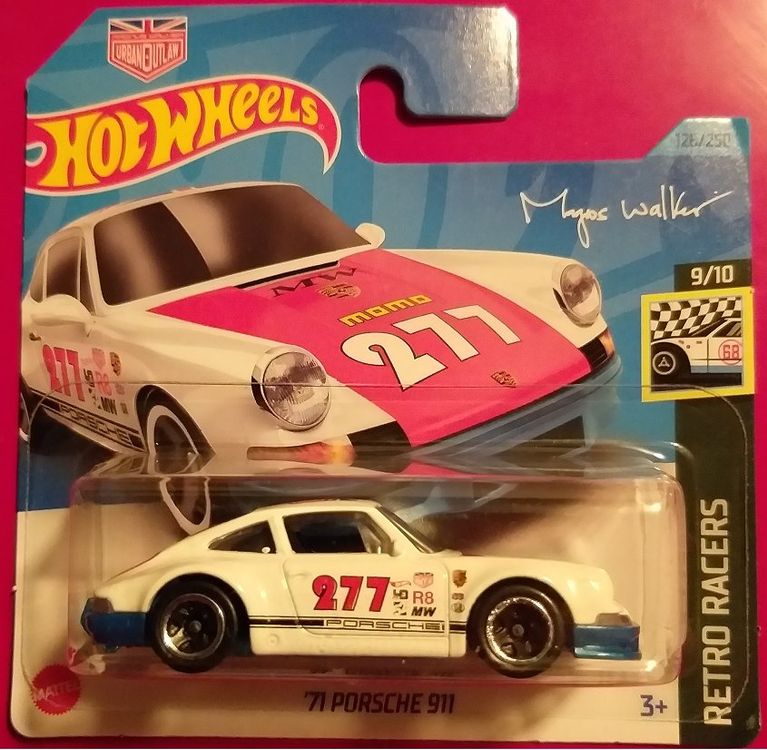 URBAN OUTLAW
HOT WHEELS
126/250
Magnus Walker
9/10
MW
MOMO
277
68
277
R8
MW
PORSCHE
277
R8
MW
PORSCHE
RETRO RACERS
MATTEL
'71 PORSCHE 911
3+